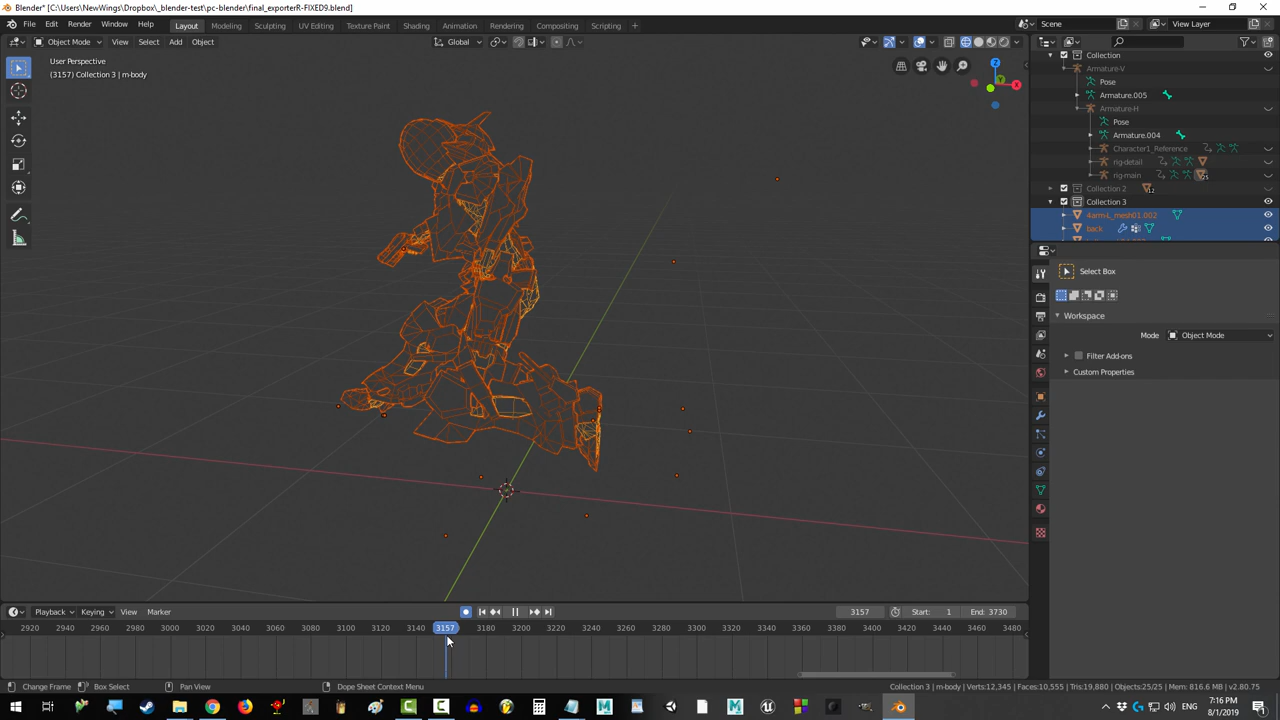 Blender* [C:\Users\NewWings\Dropbox\_blender-test\pc-blende\final_exporterR-FIXED9.blend]
File Edit Render Window Help Layout Modeling Sculpting UV Editing Texture Paint Shading Animation Rendering Compositing Scripting + Scene View Layer
Object Mode View Select Add Object Global
User Perspective
(3157) Collection 3 | m-body
Z
Y
X
Collection
Armature-V
Pose
Armature.005
Armature-H
Pose
Armature.004
Character1_Reference
rig-detail
rig-main
Collection 2
12
Collection 3
4arm-L_mesh01.002
back
Select Box
Workspace
Mode Object Mode
Filter Add-ons
Custom Properties
Playback Keying View Marker 3157 Start: 1 End: 3730
2920 2940 2960 2980 3000 3020 3040 3060 3080 3100 3120 3140 3157 3180 3200 3220 3240 3260 3280 3300 3320 3340 3360 3380 3400 3420 3440 3460 3480
Change Frame Box Select Pan View Dope Sheet Context Menu Collection 3 | m-body | Verts:12,345 | Faces:10,555 | Tris:19,880 | Objects:25/25 | Mem: 816.6 MB | v2.80.75
7:16 PM
8/1/2019